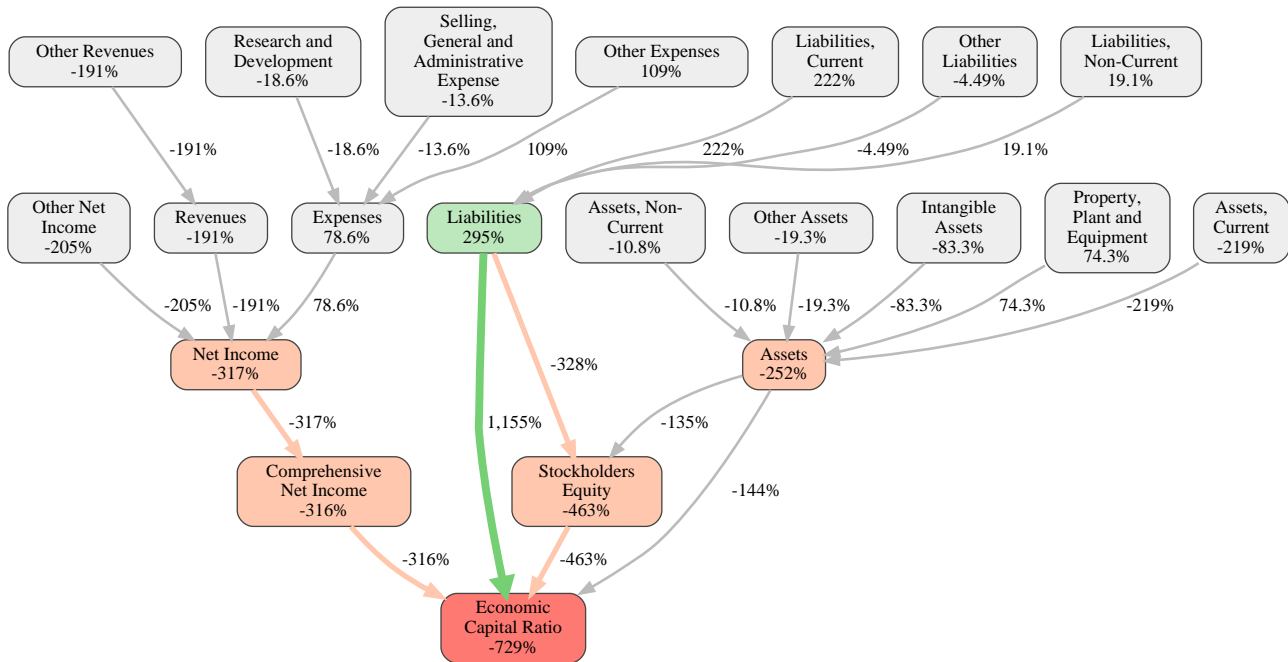 Other Revenues
-191%
Research and
Development
-18.6%
Selling,
General and
Administrative
Expense
-13.6%
Other Expenses
109%
Liabilities,
Current
222%
Other
Liabilities
-4.49%
Liabilities,
Non-Current
19.1%
-191%
-18.6%
-13.6%
109%
222%
-4.49%
19.1%
Other Net
Income
-205%
Revenues
-191%
Expenses
78.6%
Liabilities
295%
Assets, Non-
Current
-10.8%
Other Assets
-19.3%
Intangible
Assets
-83.3%
Property,
Plant and
Equipment
74.3%
Assets,
Current
-219%
-205%
-191%
78.6%
-10.8%
-19.3%
-83.3%
74.3%
-219%
Net Income
-317%
-328%
Assets
-252%
-317%
1,155%
-135%
Comprehensive
Net Income
-316%
Stockholders
Equity
-463%
-144%
-316%
-463%
Economic
Capital Ratio
-729%